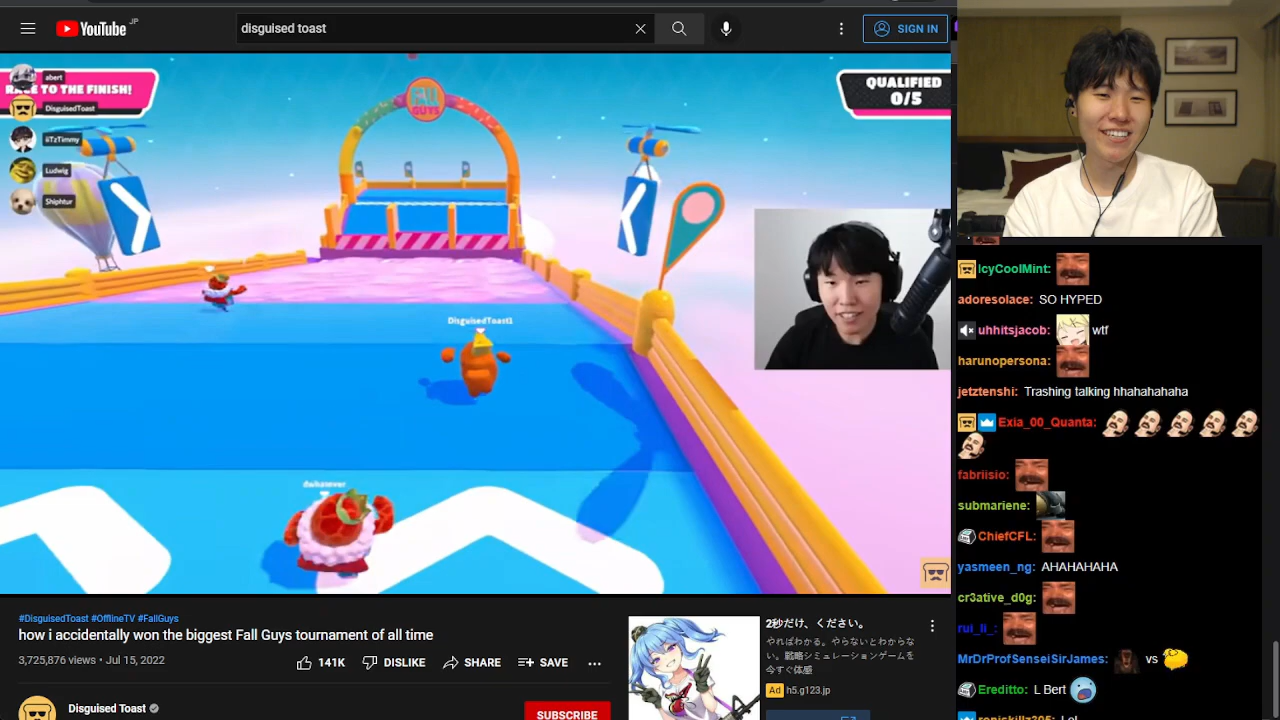 YouTube JP
disguised toast
SIGN IN
abert
RACE TO THE FINISH!
DisguisedToast
iiTzTimmy
Ludwig
Shiphtur
QUALIFIED
0/5
FALL
GUYS
DisguisedToast1
#DisguisedToast #OfflineTV #FallGuys
how i accidentally won the biggest Fall Guys tournament of all time
3,725,876 views • Jul 15, 2022
141K
DISLIKE
SHARE
SAVE
Disguised Toast
SUBSCRIBE
2秒だけ、ください。
やればわかる。やらないとわからな
い。戦略シミュレーションゲームを
今すぐ体感
Ad h5.g123.jp
IcyCoolMint:
adoresolace: SO HYPED
uhhitsjacob: wtf
harunopersona:
jetztenshi: Trashing talking hhahahahaha
Exia_00_Quanta:
fabriisio:
submariene:
ChiefCFL:
yasmeen_ng: AHAHAHAHA
cr3ative_d0g:
rui_li_:
MrDrProfSenseiSirJames: vs
Ereditto: L Bert